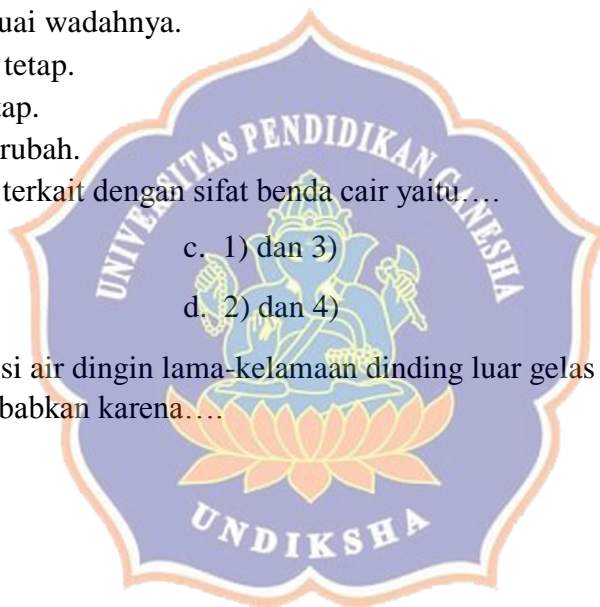 uai wadahnya.
tetap.
tap.
rubah.
terkait dengan sifat benda cair yaitu….
c. 1) dan 3)
d. 2) dan 4)
si air dingin lama-kelamaan dinding luar gelas
babkan karena….
UNIVERSITAS PENDIDIKAN GANESHA
UNDIKSHA